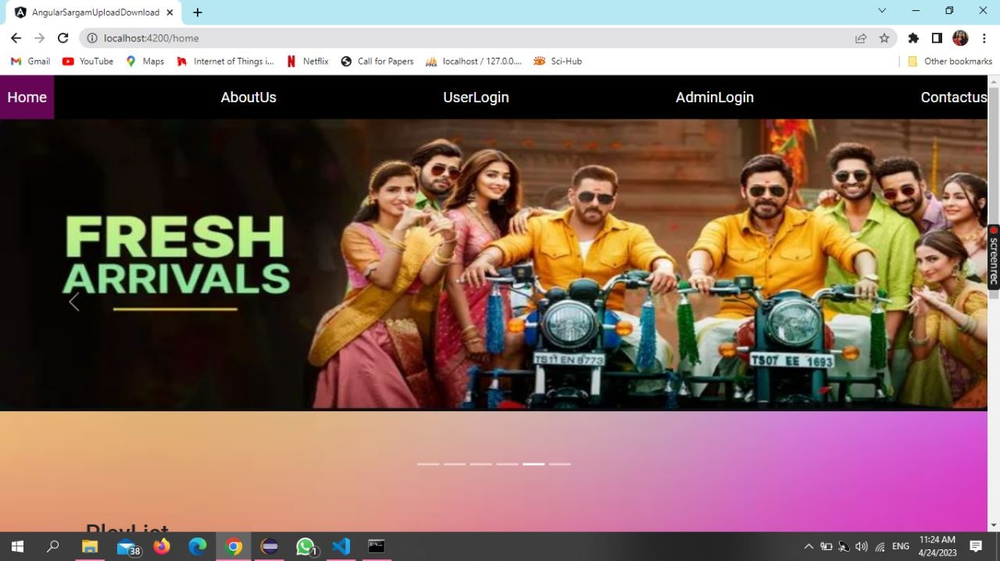 AngularSargamUploadDownload
localhost:4200/home
Gmail YouTube Maps Internet of Things i... Netflix Call for Papers localhost / 127.0.0.... Sci-Hub Other bookmarks
Home AboutUs UserLogin AdminLogin Contactus
FRESH
ARRIVALS
TS11 EN 8773
TS07 EE 1693
screenrec
PlayList
38
1
ENG
11:24 AM
4/24/2023